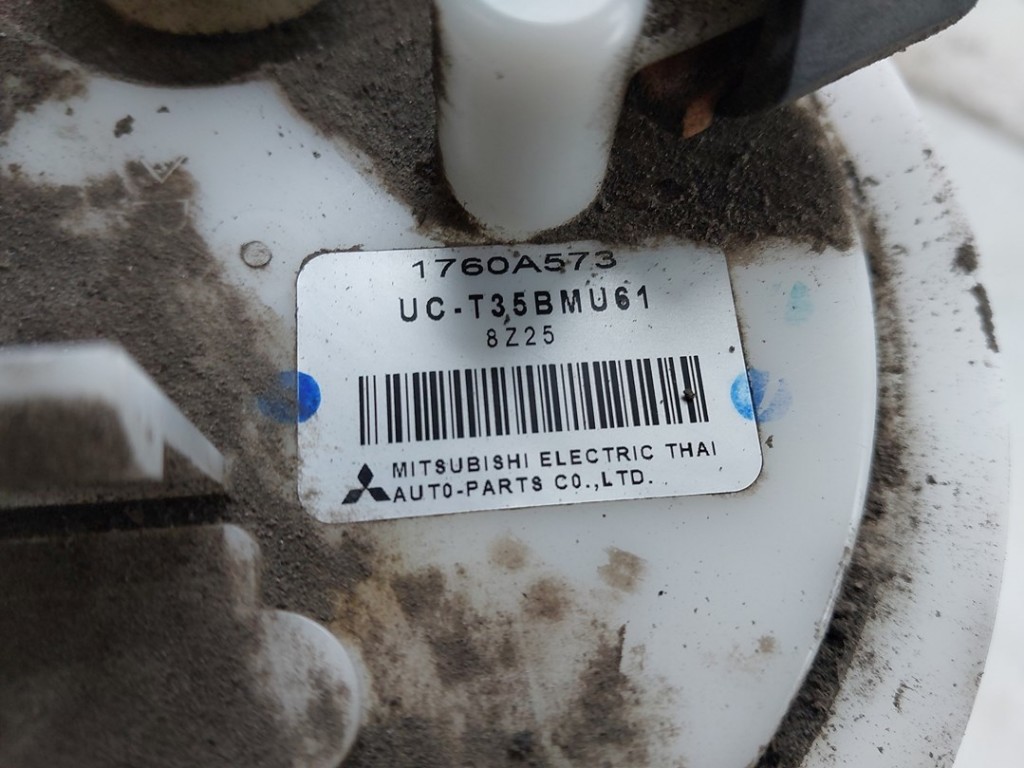 1760A573
UC-T35BMU61
8Z25
MITSUBISHI ELECTRIC THAI
AUTO-PARTS CO.,LTD.